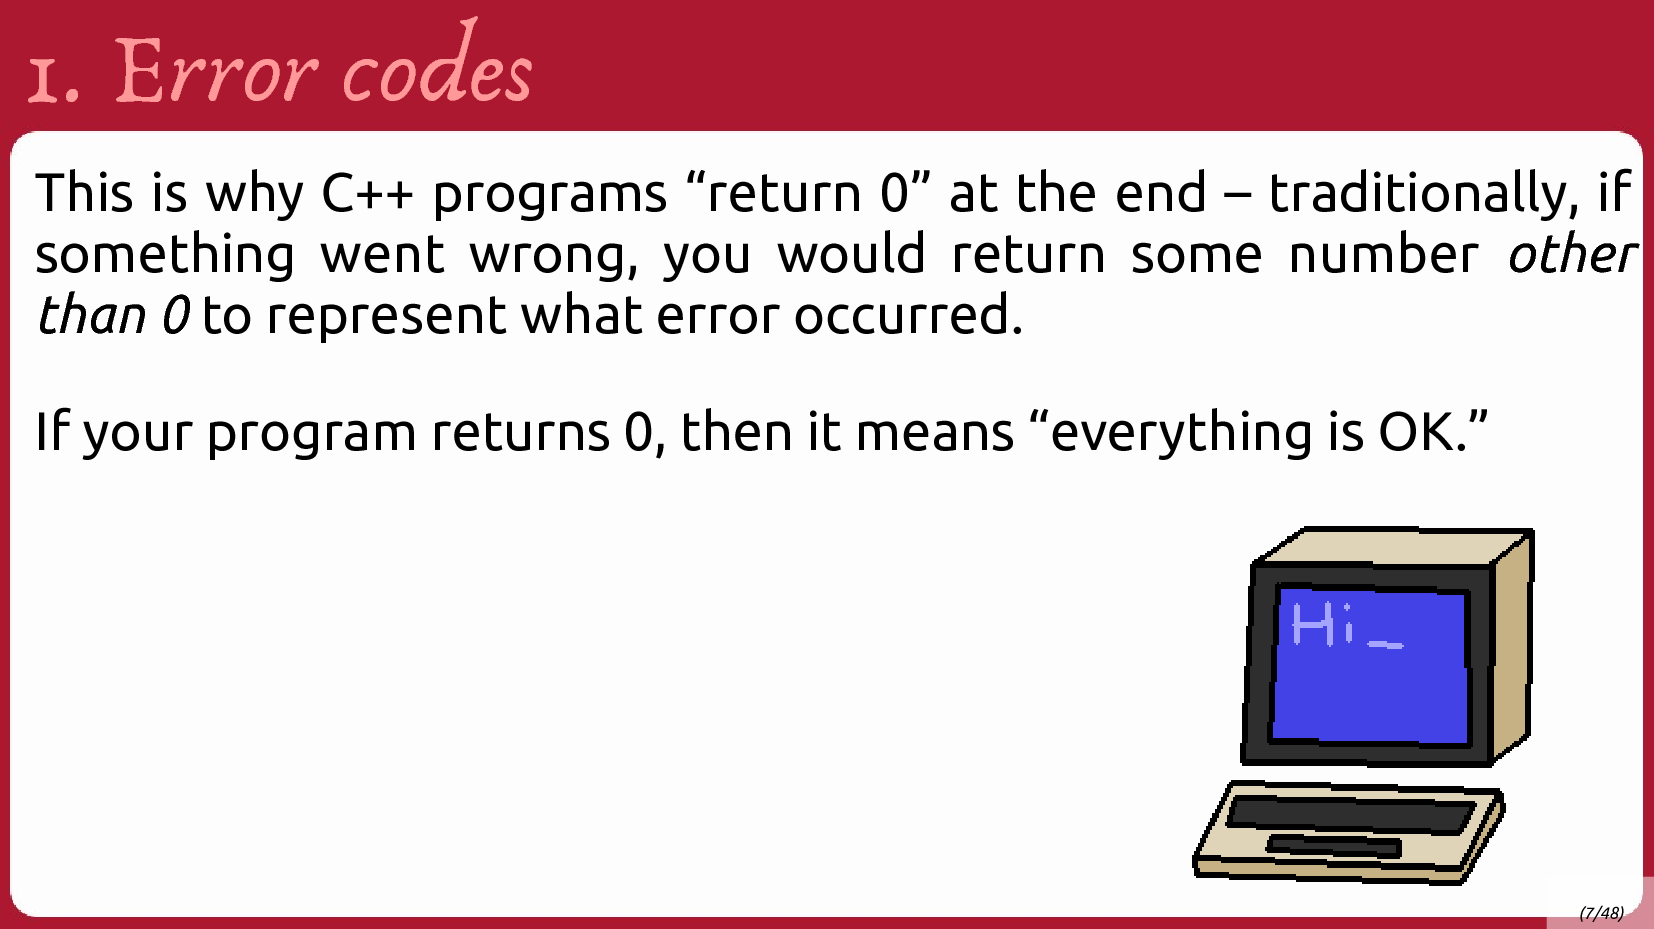 1. Error codes
This is why C++ programs “return 0” at the end – traditionally, if
something went wrong, you would return some number other
than 0 to represent what error occurred.
If your program returns 0, then it means “everything is OK.”
Hi_
(7/48)